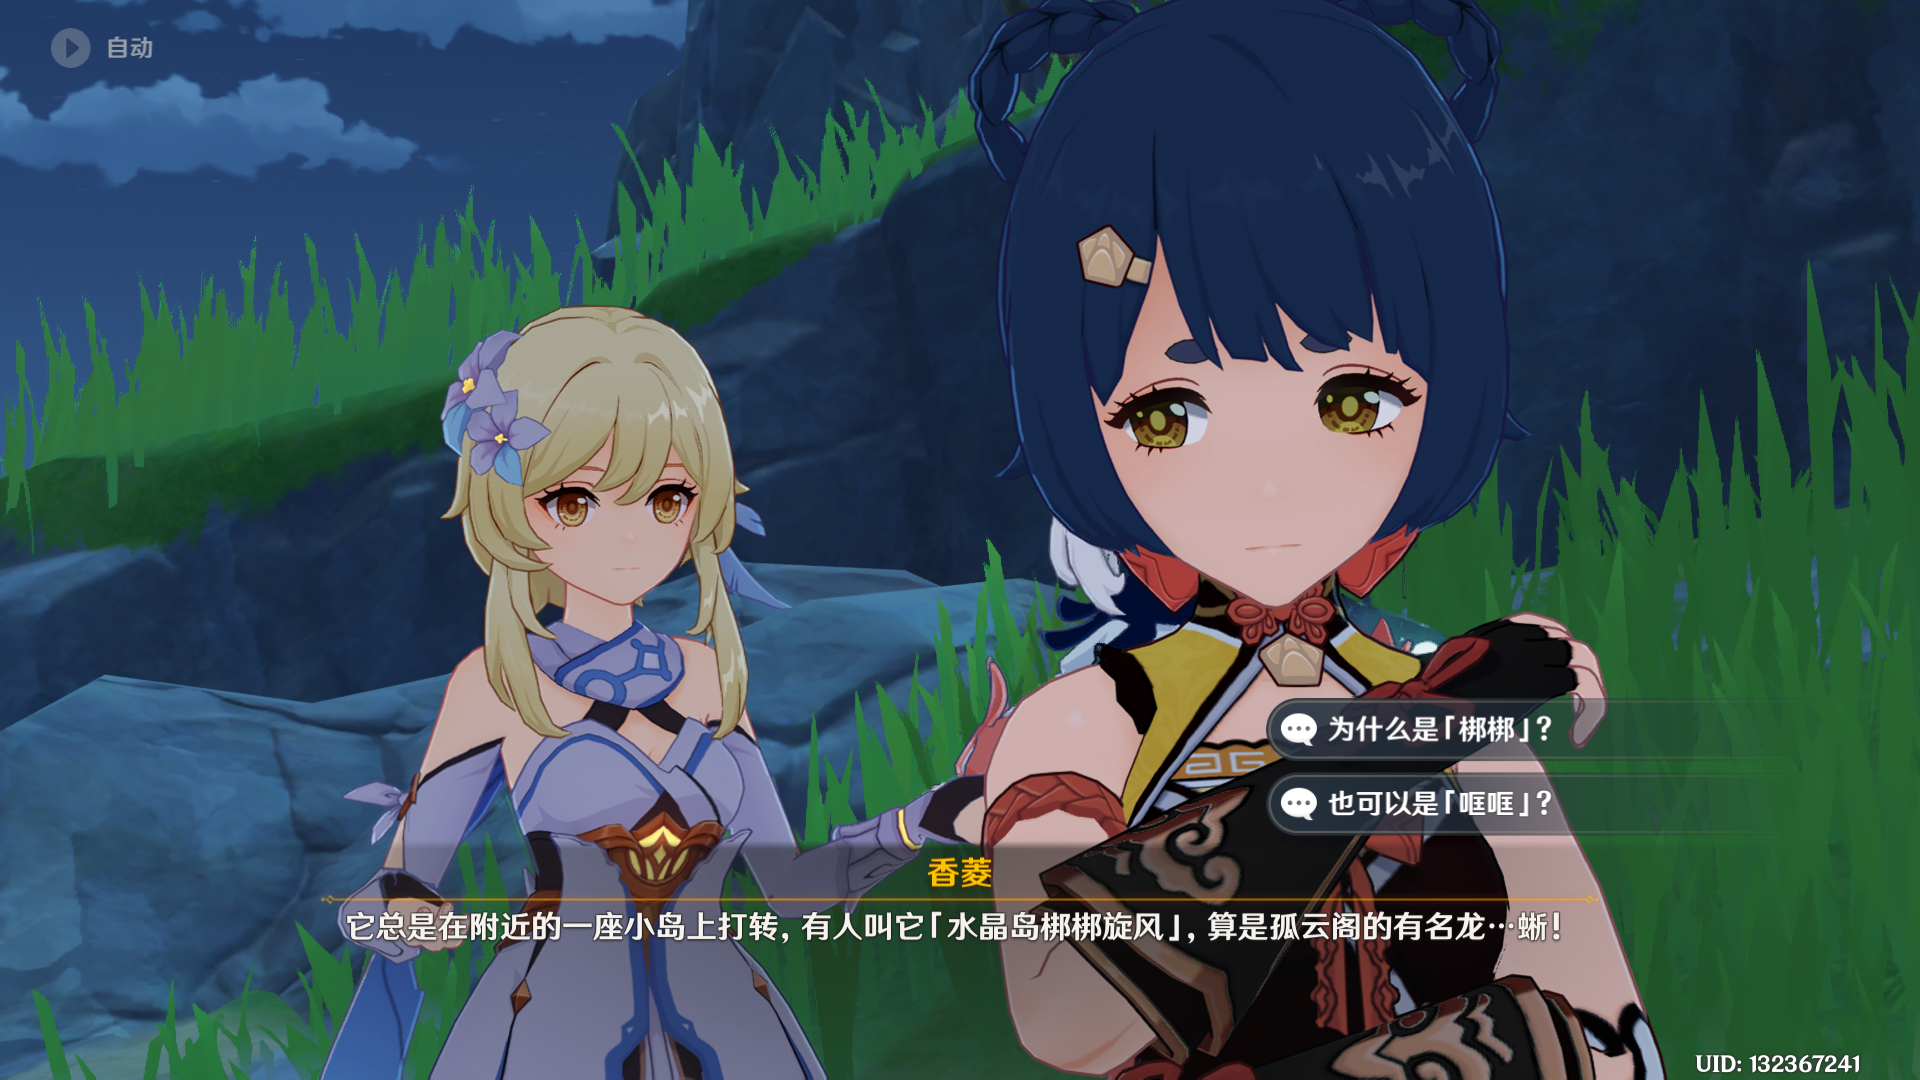 自动
为什么是「梆梆」?
也可以是「哐哐」?
香菱
它总是在附近的一座小岛上打转,有人叫它「水晶岛梆梆旋风」,算是孤云阁的有名龙…蜥!
UID: 132367241